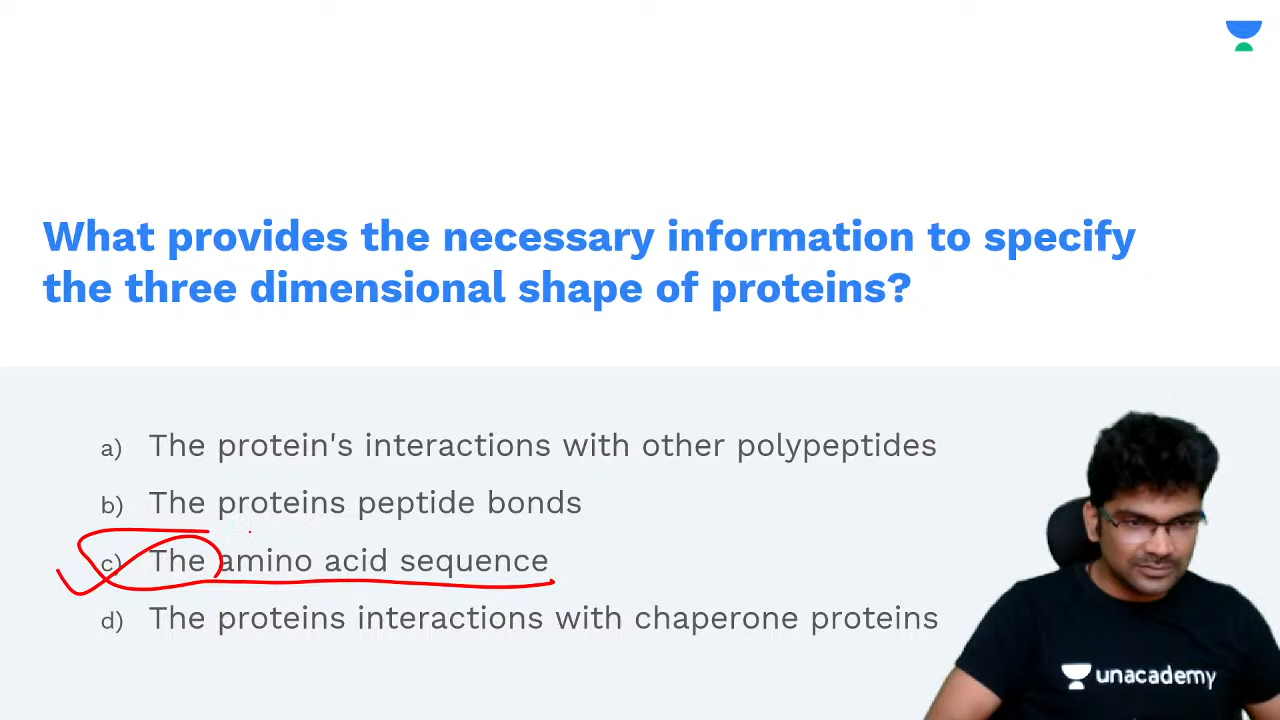 What provides the necessary information to specify
the three dimensional shape of proteins?
a) The protein's interactions with other polypeptides
b) The proteins peptide bonds
c) The amino acid sequence
d) The proteins interactions with chaperone proteins
unacademy